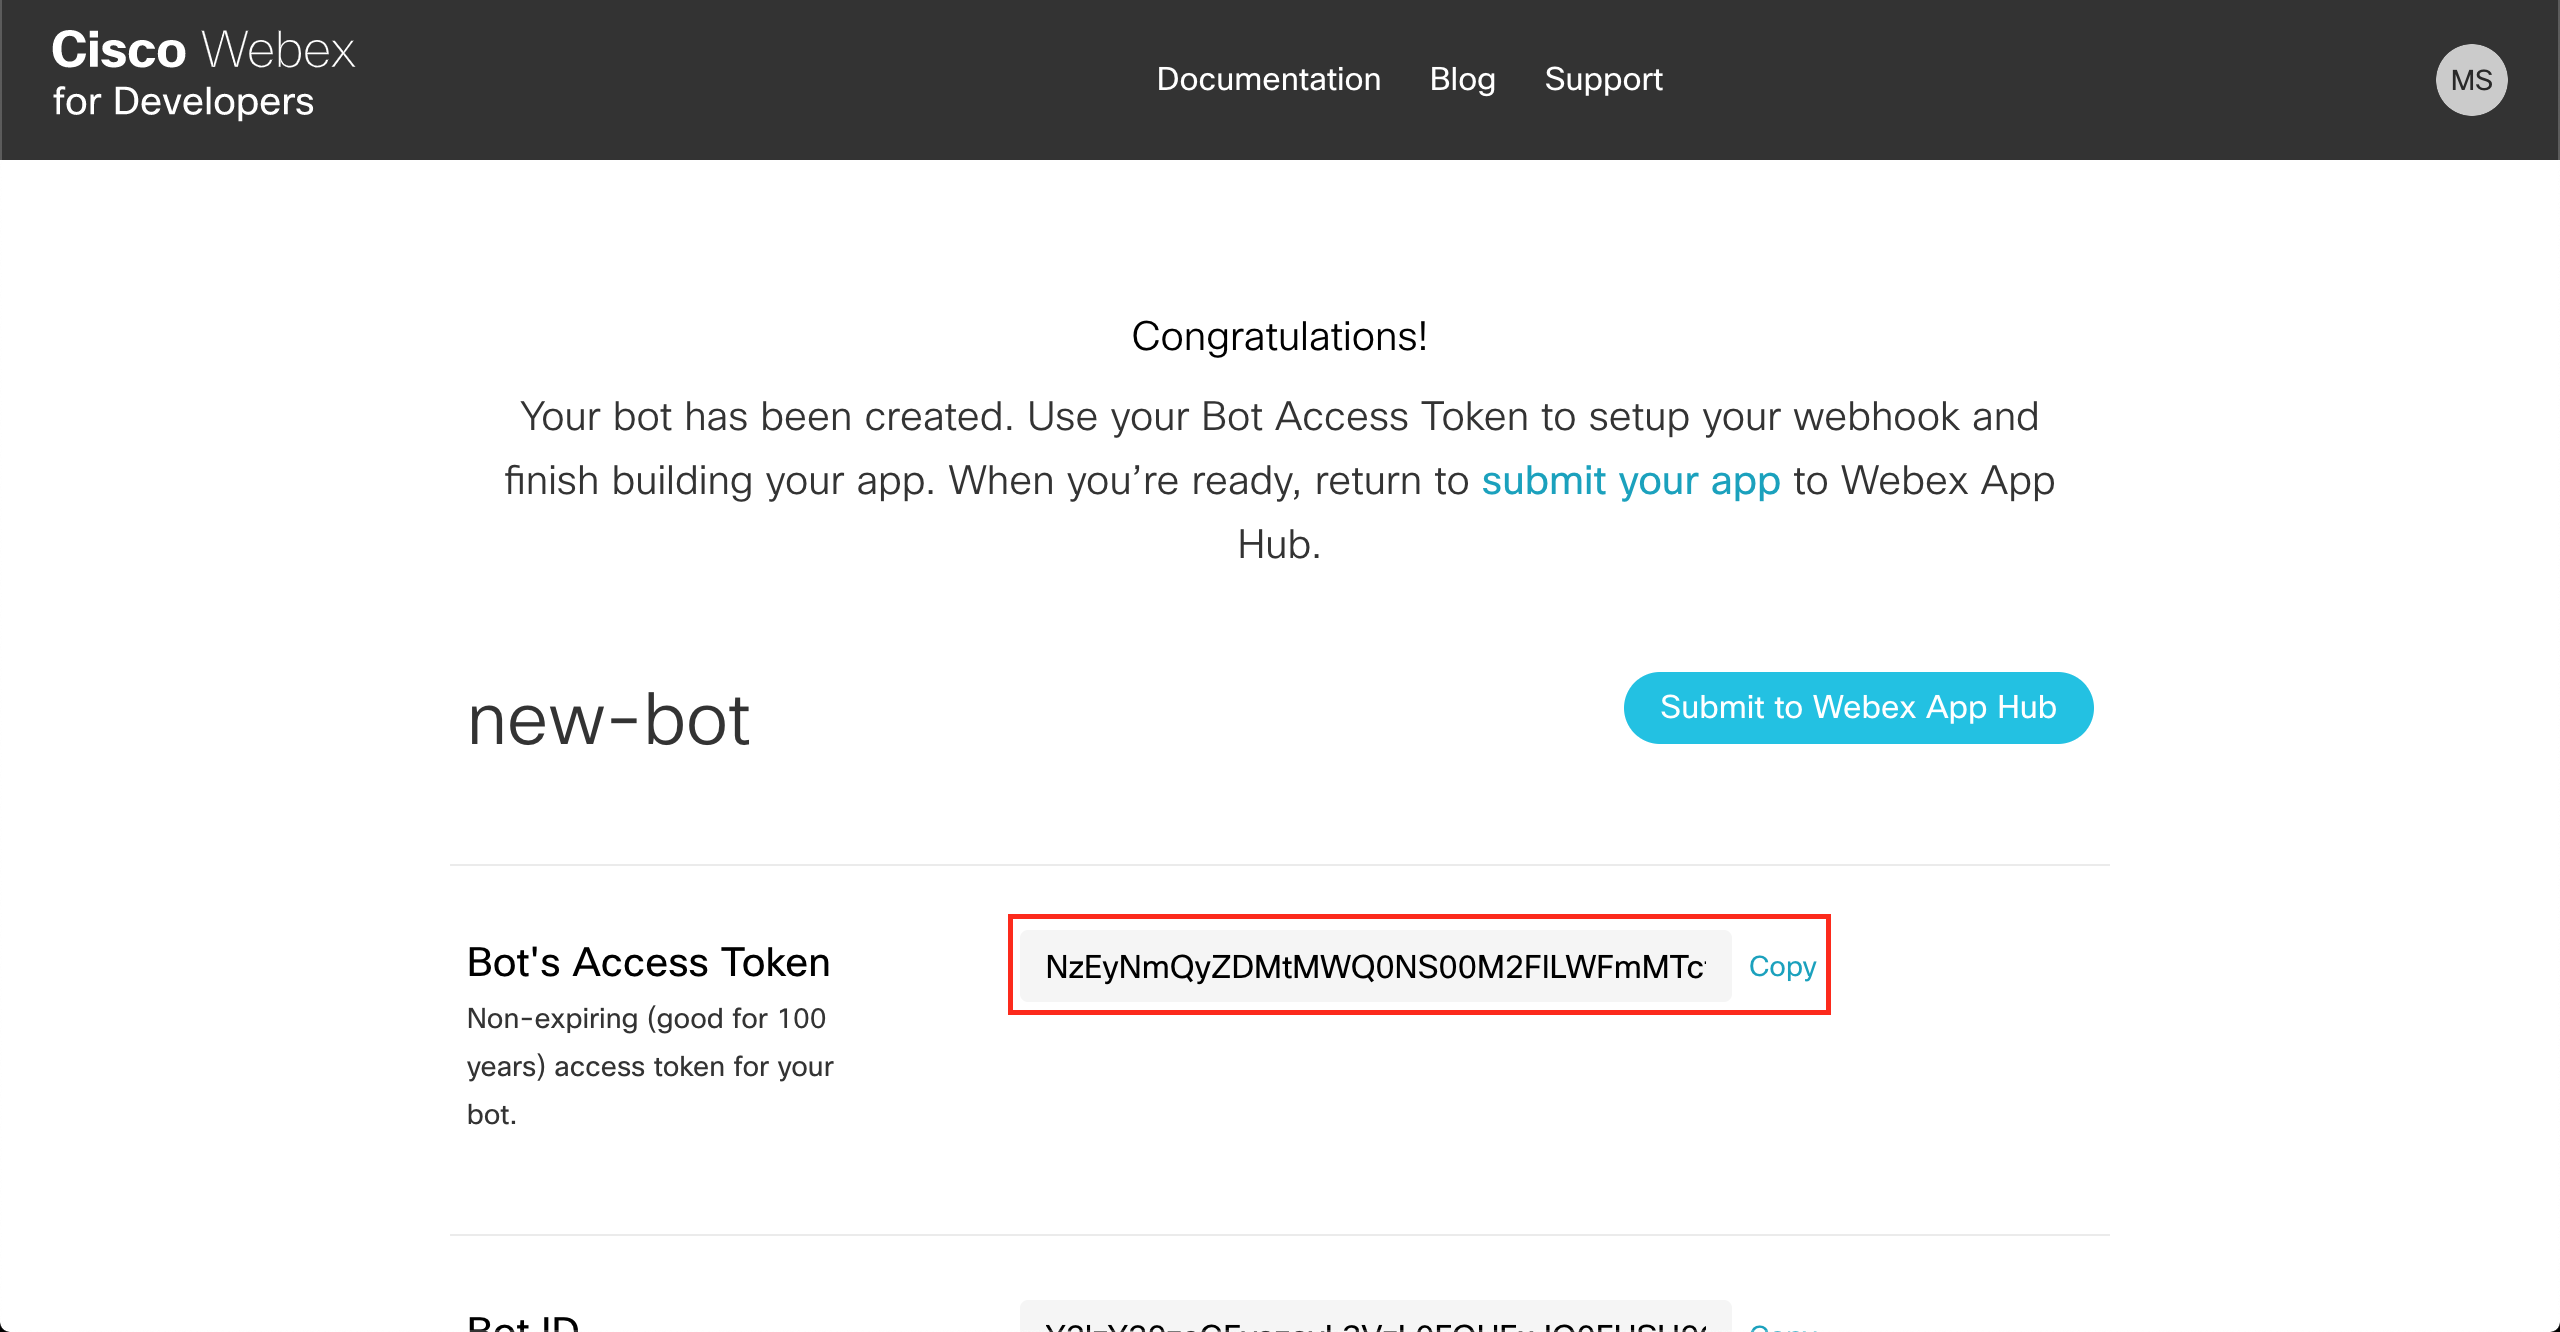 Cisco Webex
for Developers
Documentation Blog Support
MS
Congratulations!
Your bot has been created. Use your Bot Access Token to setup your webhook and
finish building your app. When you’re ready, return to submit your app to Webex App
Hub.
new-bot
Submit to Webex App Hub
Bot's Access Token
NzEyNmQyZDMtMWQ0NS00M2FlLWFmMTc
Copy
Non-expiring (good for 100
years) access token for your
bot.
Bot ID
Copy